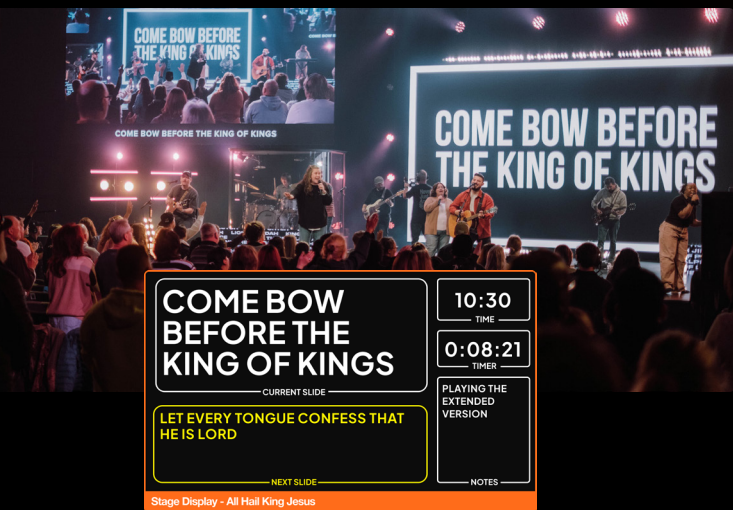 COME BOW BEFORE
THE KING OF KINGS
COME BOW BEFORE THE KING OF KINGS
COME BOW BEFORE
THE KING OF KINGS
COME BOW
BEFORE THE
KING OF KINGS
CURRENT SLIDE
LET EVERY TONGUE CONFESS THAT
HE IS LORD
NEXT SLIDE
10:30
TIME
0:08:21
TIMER
PLAYING THE
EXTENDED
VERSION
NOTES
Stage Display - All Hail King Jesus